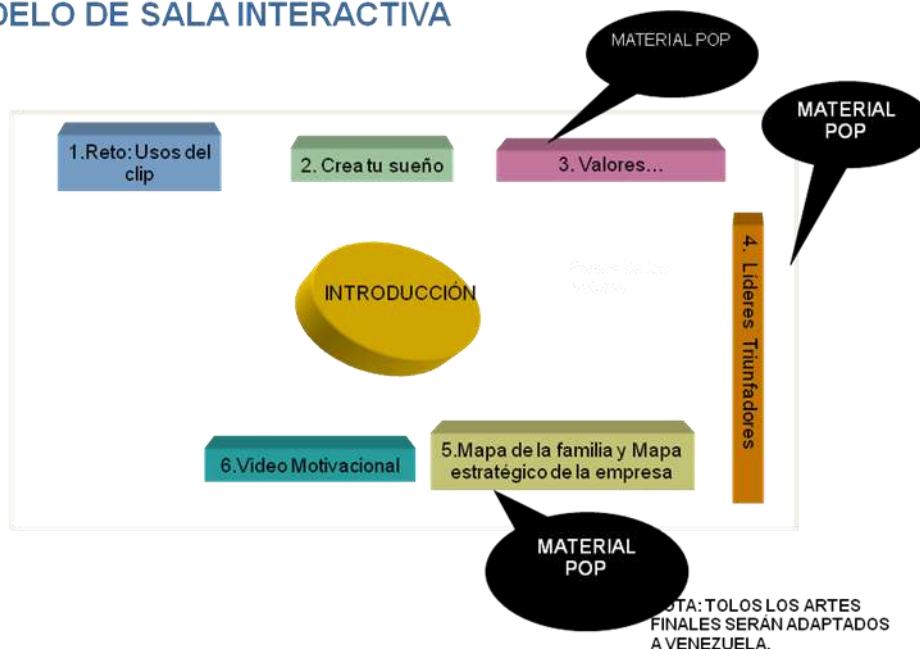 DELO DE SALA INTERACTIVA
MATERIAL POP
MATERIAL
POP
1.Reto: Usos del
clip
2. Crea tu sueño
3. Valores...
4. Líderes Triunfadores
INTRODUCCIÓN
5.Mapa de la familia y Mapa
estratégico de la empresa
6.Video Motivacional
MATERIAL
POP
OTA: TOLOS LOS ARTES
FINALES SERÁN ADAPTADOS
A VENEZUELA.